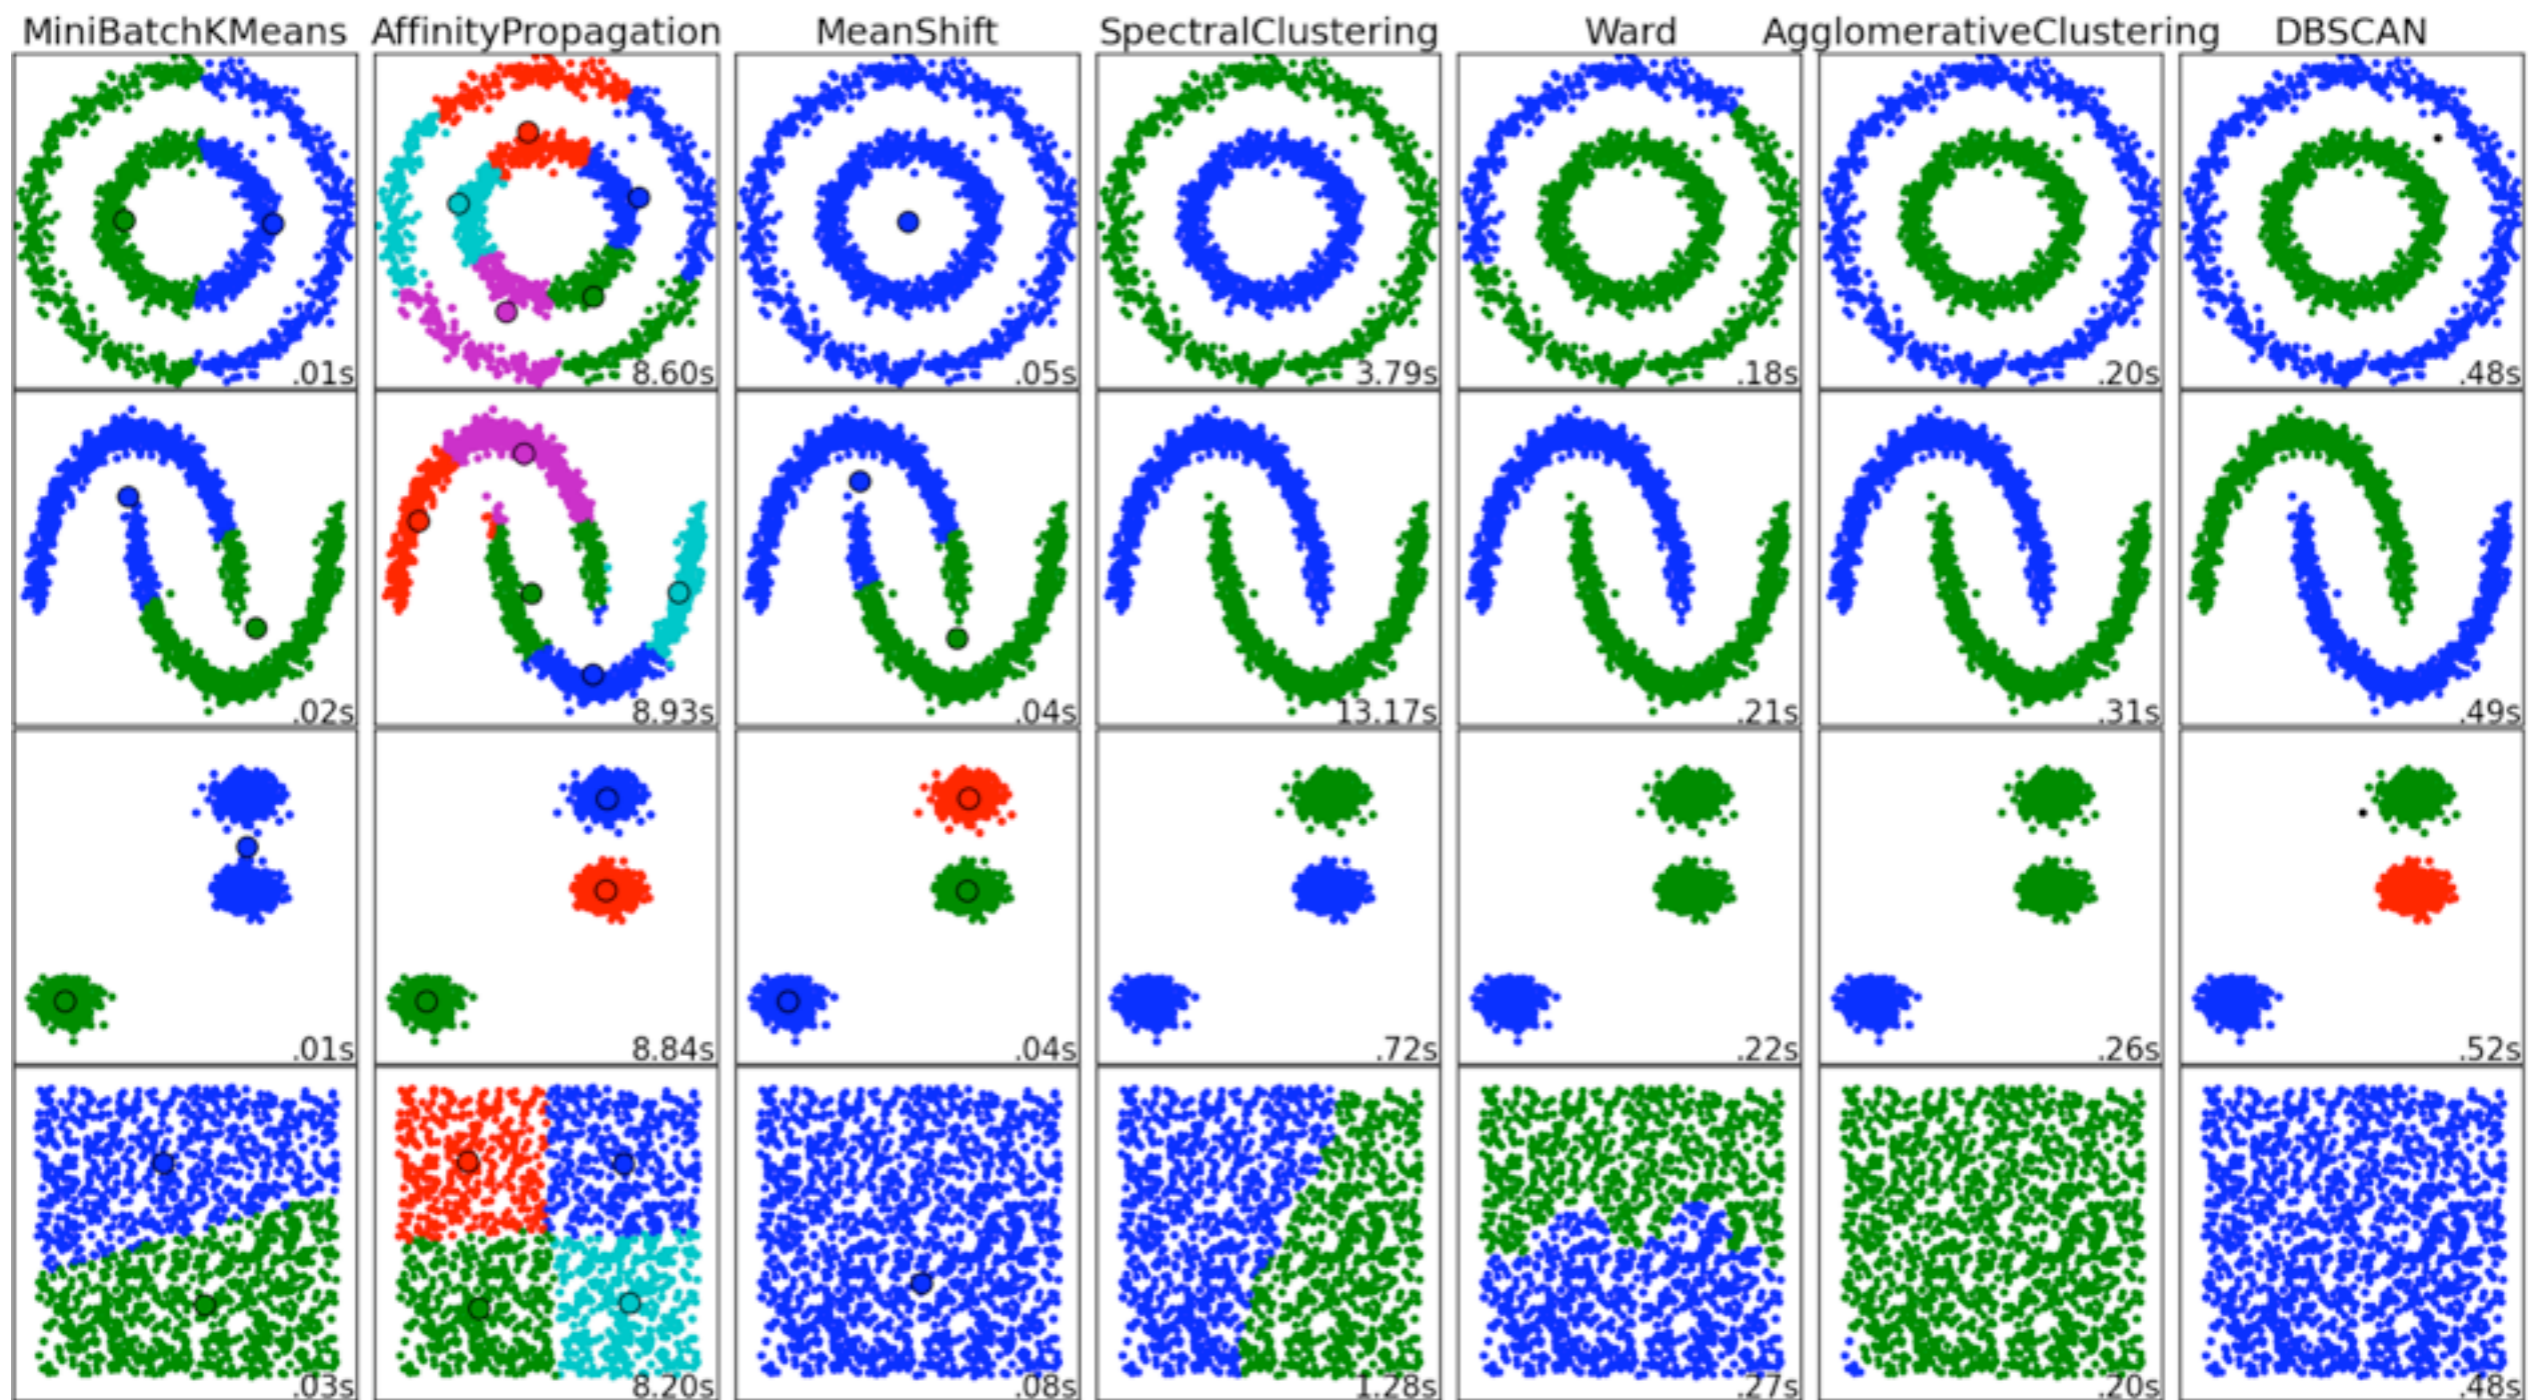 MiniBatchKMeans AffinityPropagation MeanShift SpectralClustering Ward AgglomerativeClustering DBSCAN
.01s 8.60s .05s 3.79s .18s .20s .48s
.02s 8.93s .04s 13.17s .21s .31s .49s
.01s 8.84s .04s .72s .22s .26s .52s
.03s 8.20s .08s 1.28s .27s .20s .48s